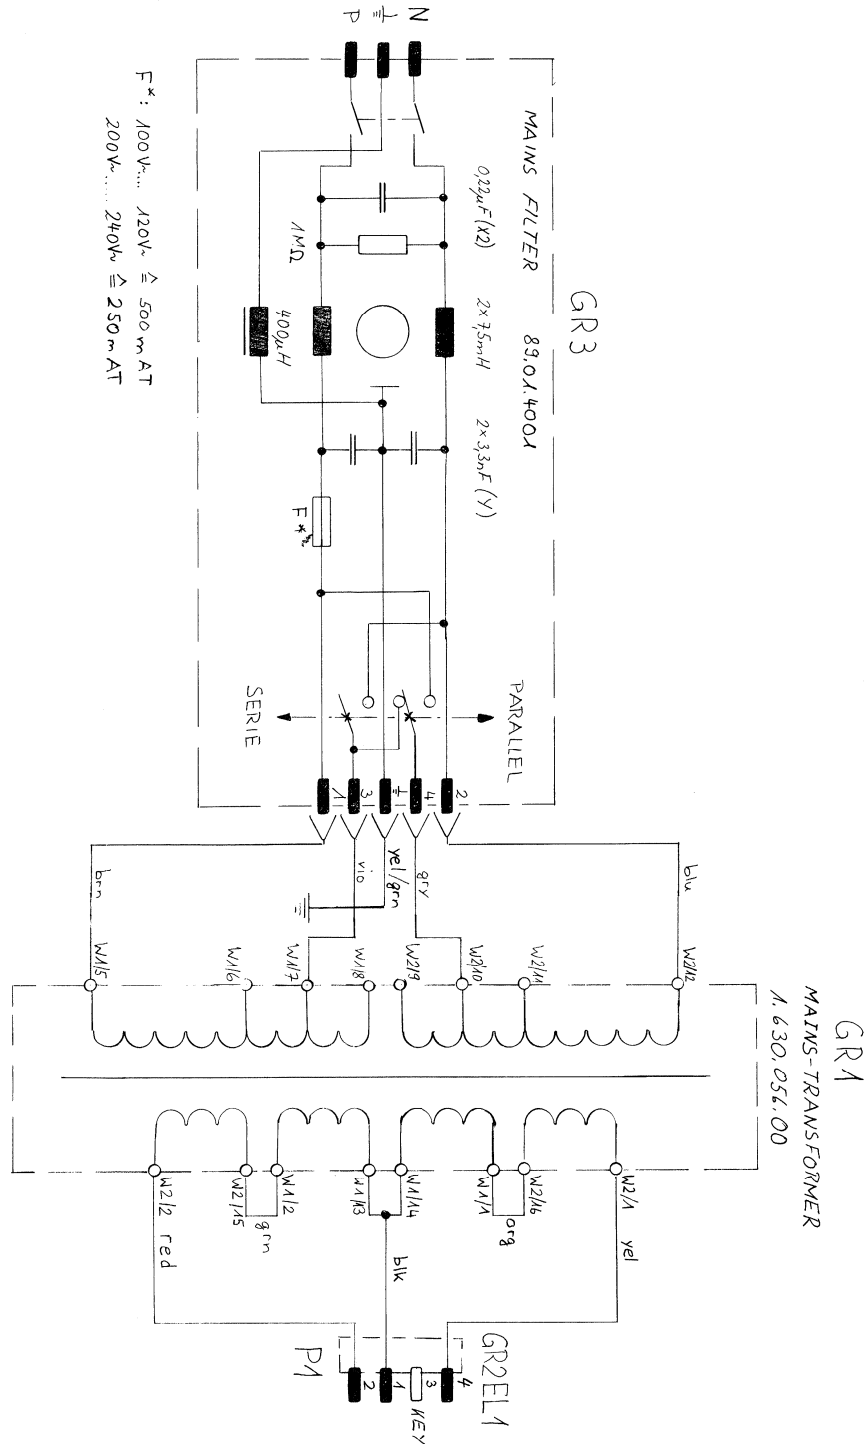 N
P
MAINS FILTER 89.01.4001
GR3
0,22µF (X2)
1MΩ
2x7,5mH
400µH
2x3,3nF (Y)
F*
F*: 100V~... 120V~ ≙ 500mAT
200V~..... 240V~ ≙ 250mAT
SERIE
PARALLEL
1
3
4
2
brn
vio
yel/grn
gry
blu
W1/5
W1/6
W1/7
W1/8
W2/9
W2/10
W2/11
W2/12
GR1
MAINS-TRANSFORMER
1.630.056.00
W2/2
W2/15
W1/2
W1/13
W1/14
W1/1
W2/16
W2/1
red
grn
blk
org
yel
P1
GR2EL1
2
1
3
4
KEY